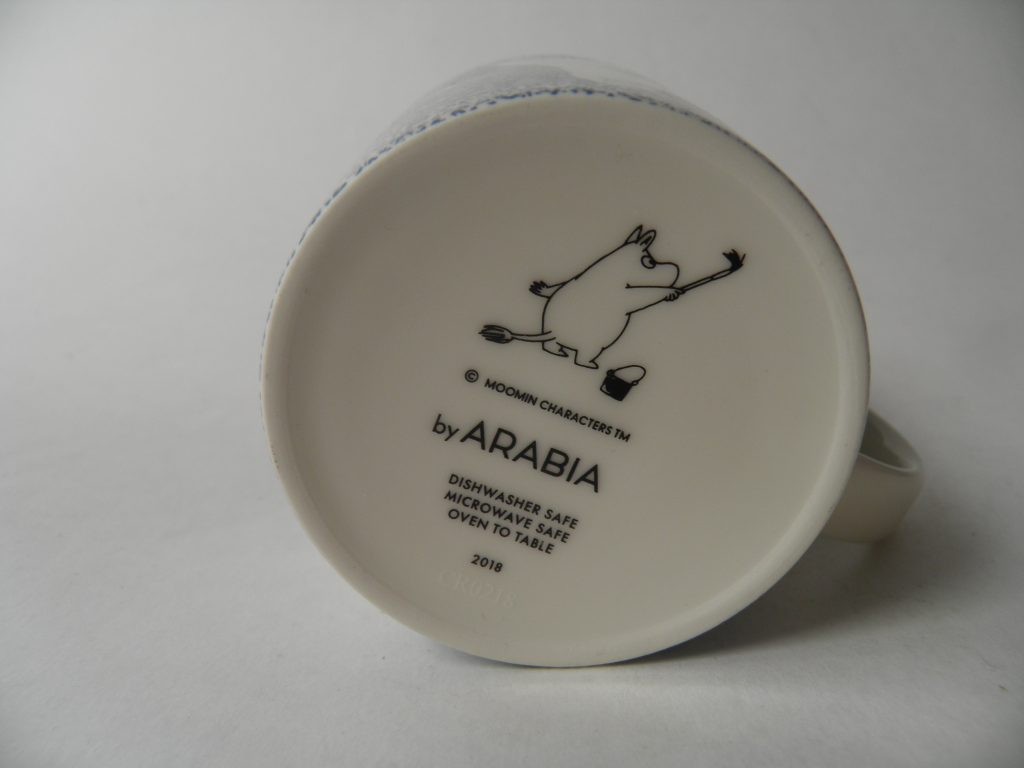 © MOOMIN CHARACTERS TM
by ARABIA
DISHWASHER SAFE
MICROWAVE SAFE
OVEN TO TABLE
2018